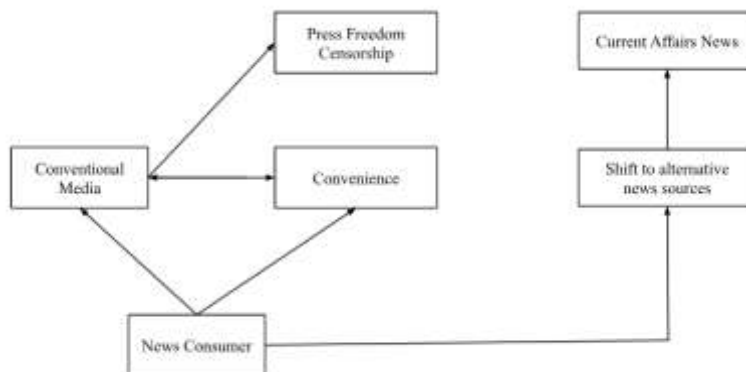 Press Freedom
Censorship
Current Affairs News
Conventional
Media
Convenience
Shift to alternative
news sources
News Consumer